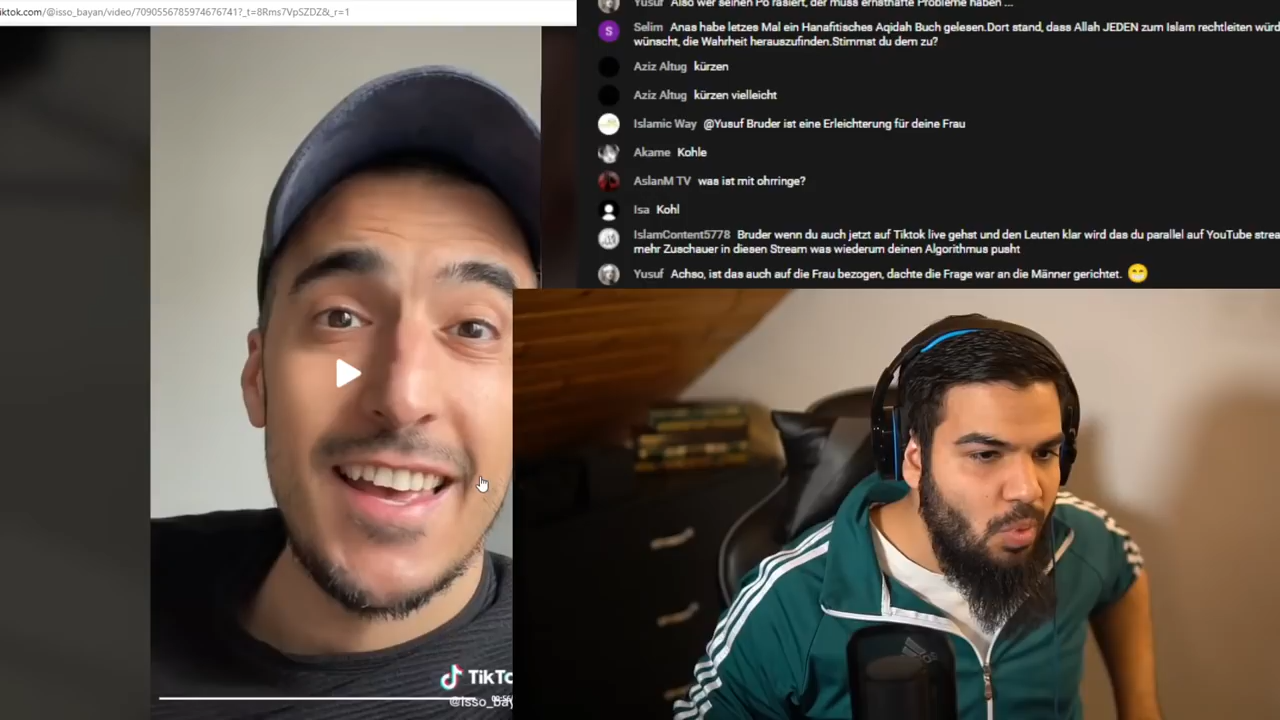 iktok.com/@isso_bayan/video/7090556785974676741?_t=8Rms7VpSZDZ&_r=1
Yusuf Also wer seinen Po rasiert, der muss ernsthafte Probleme haben ...
Selim Anas habe letzes Mal ein Hanafitisches Aqidah Buch gelesen.Dort stand, dass Allah JEDEN zum Islam rechtleiten würd
wünscht, die Wahrheit herauszufinden.Stimmst du dem zu?
Aziz Altug kürzen
Aziz Altug kürzen vielleicht
Islamic Way @Yusuf Bruder ist eine Erleichterung für deine Frau
Akame Kohle
AslanM TV was ist mit ohrringe?
Isa Kohl
IslamContent5778 Bruder wenn du auch jetzt auf Tiktok live gehst und den Leuten klar wird das du parallel auf YouTube strea
mehr Zuschauer in diesen Stream was wiederum deinen Algorithmus pusht
Yusuf Achso, ist das auch auf die Frau bezogen, dachte die Frage war an die Männer gerichtet. 😁
S
TikTo
@isso_bay